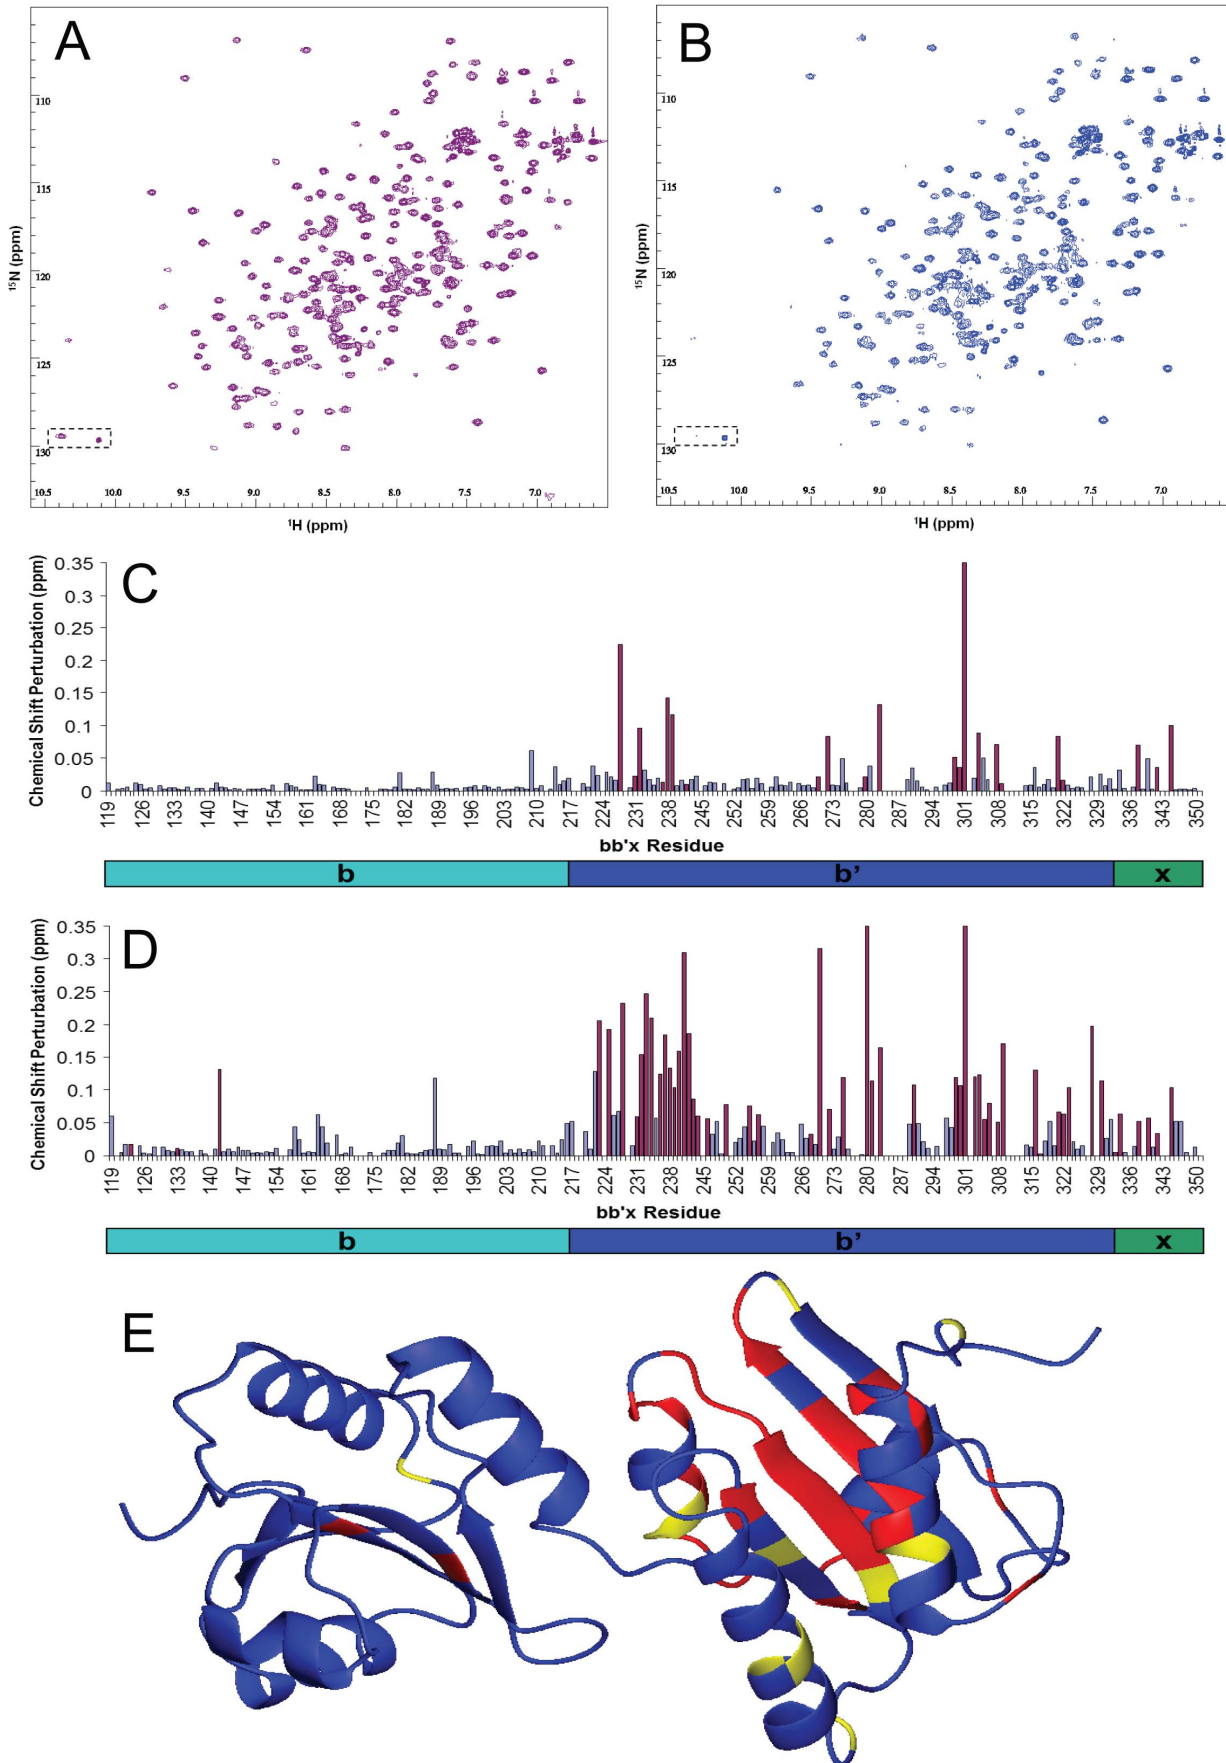 A
B
110
115
120
125
130
10.5 10.0 9.5 9.0 8.5 8.0 7.5 7.0
¹⁵N (ppm)
¹H (ppm)
110
115
120
125
130
10.5 10.0 9.5 9.0 8.5 8.0 7.5 7.0
¹⁵N (ppm)
¹H (ppm)
C
Chemical Shift Perturbation (ppm)
0.35
0.3
0.25
0.2
0.15
0.1
0.05
0
119 126 133 140 147 154 161 168 175 182 189 196 203 210 217 224 231 238 245 252 259 266 273 280 287 294 301 308 315 322 329 336 343 350
bb'x Residue
b b' x
D
Chemical Shift Perturbation (ppm)
0.35
0.3
0.25
0.2
0.15
0.1
0.05
0
119 126 133 140 147 154 161 168 175 182 189 196 203 210 217 224 231 238 245 252 259 266 273 280 287 294 301 308 315 322 329 336 343 350
bb'x Residue
b b' x
E